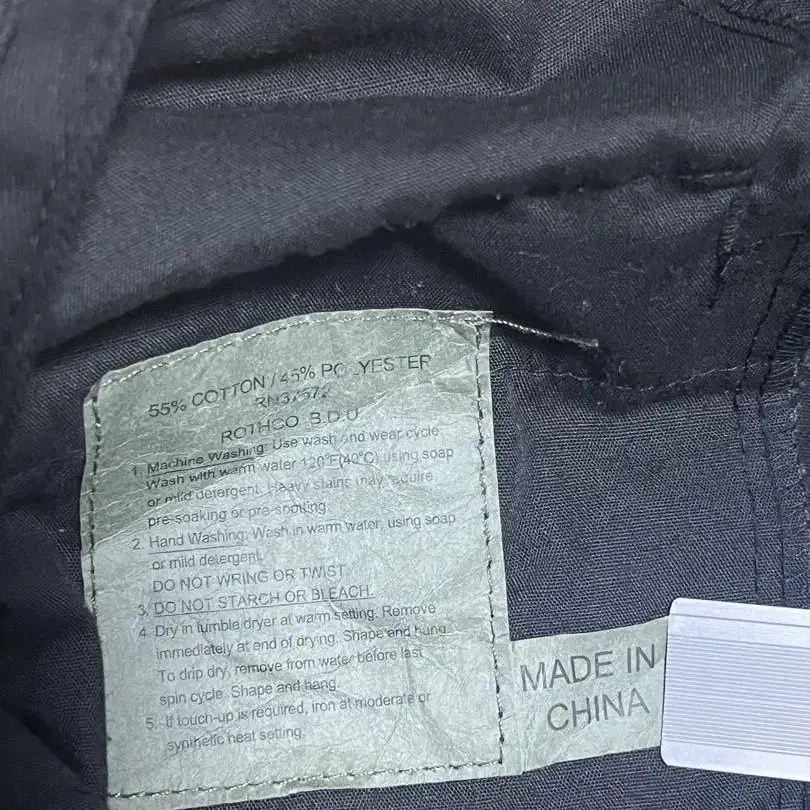 55% COTTON / 45% POLYESTER
RN37572
ROTHCO B.D.U
1. Machine Washing: Use wash and wear cycle.
Wash with warm water 120°F(40°C) using soap
or mild detergent. Heavy stains may require
pre-soaking or pre-spotting.
2. Hand Washing: Wash in warm water, using soap
or mild detergent.
DO NOT WRING OR TWIST.
3. DO NOT STARCH OR BLEACH.
4. Dry in tumble dryer at warm setting. Remove
immediately at end of drying. Shape and hung.
To drip dry, remove from water before last
spin cycle. Shape and hang.
5. If touch-up is required, iron at moderate or
synthetic heat setting.
MADE IN
CHINA